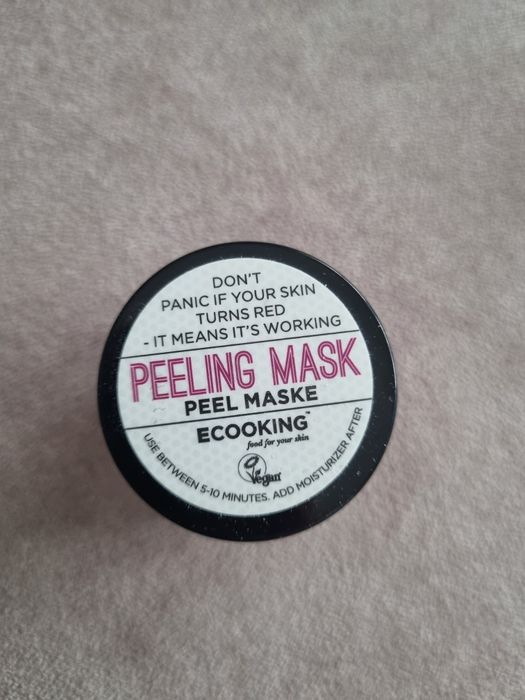 DON'T
PANIC IF YOUR SKIN
TURNS RED
- IT MEANS IT'S WORKING
PEELING MASK
PEEL MASKE
ECOOKING™
food for your skin
Vegan
USE BETWEEN 5-10 MINUTES. ADD MOISTURIZER AFTER